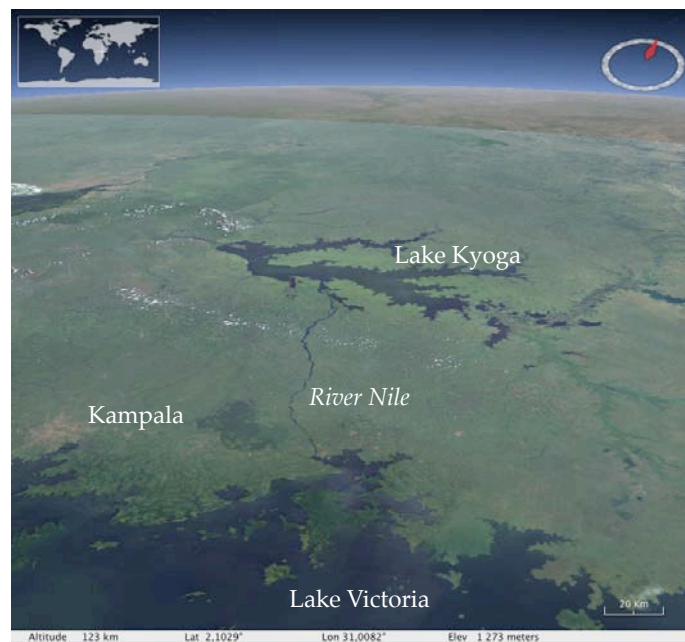 Lake Kyoga
River Nile
Kampala
Lake Victoria
20 Km
Altitude 123 km Lat 2,1029° Lon 31,0082° Elev 1 273 meters